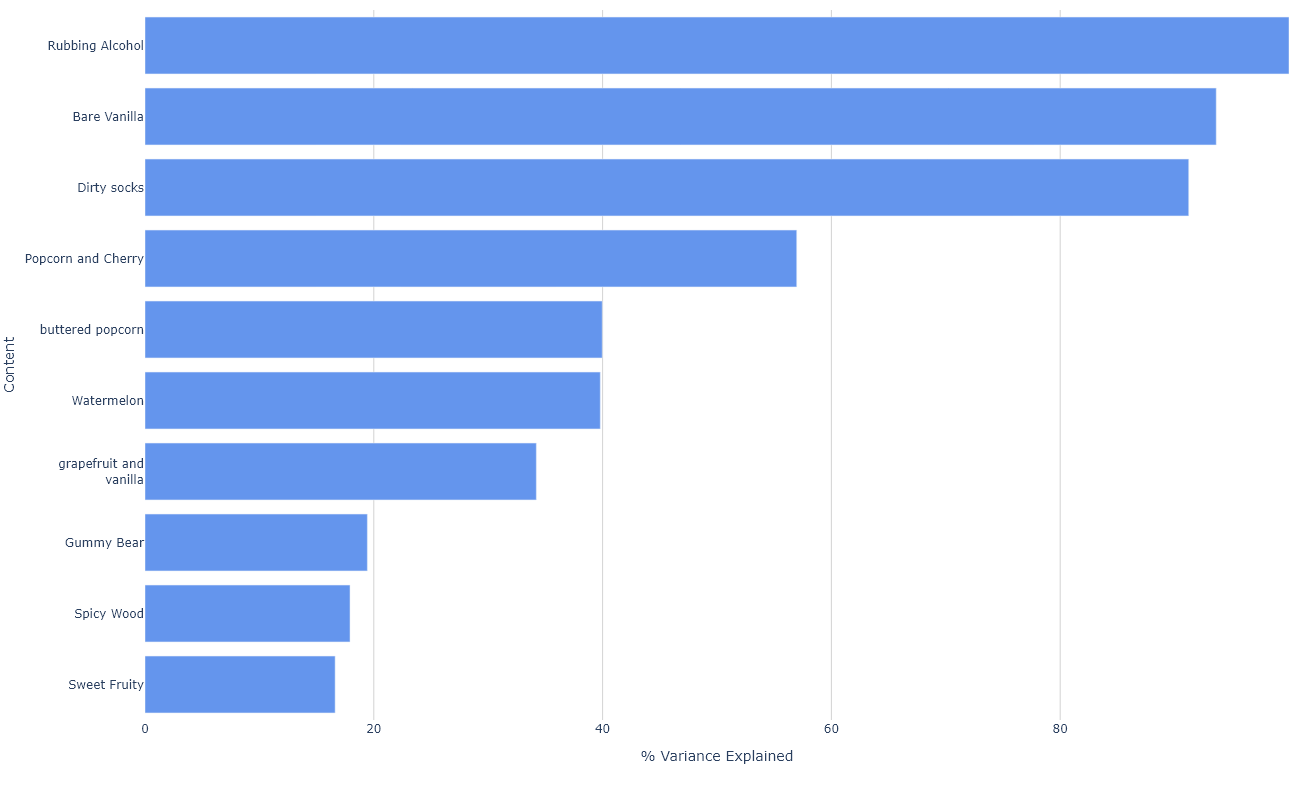 Rubbing Alcohol
Bare Vanilla
Dirty socks
Popcorn and Cherry
buttered popcorn
Watermelon
grapefruit and
vanilla
Gummy Bear
Spicy Wood
Sweet Fruity
Content
0 20 40 60 80
% Variance Explained